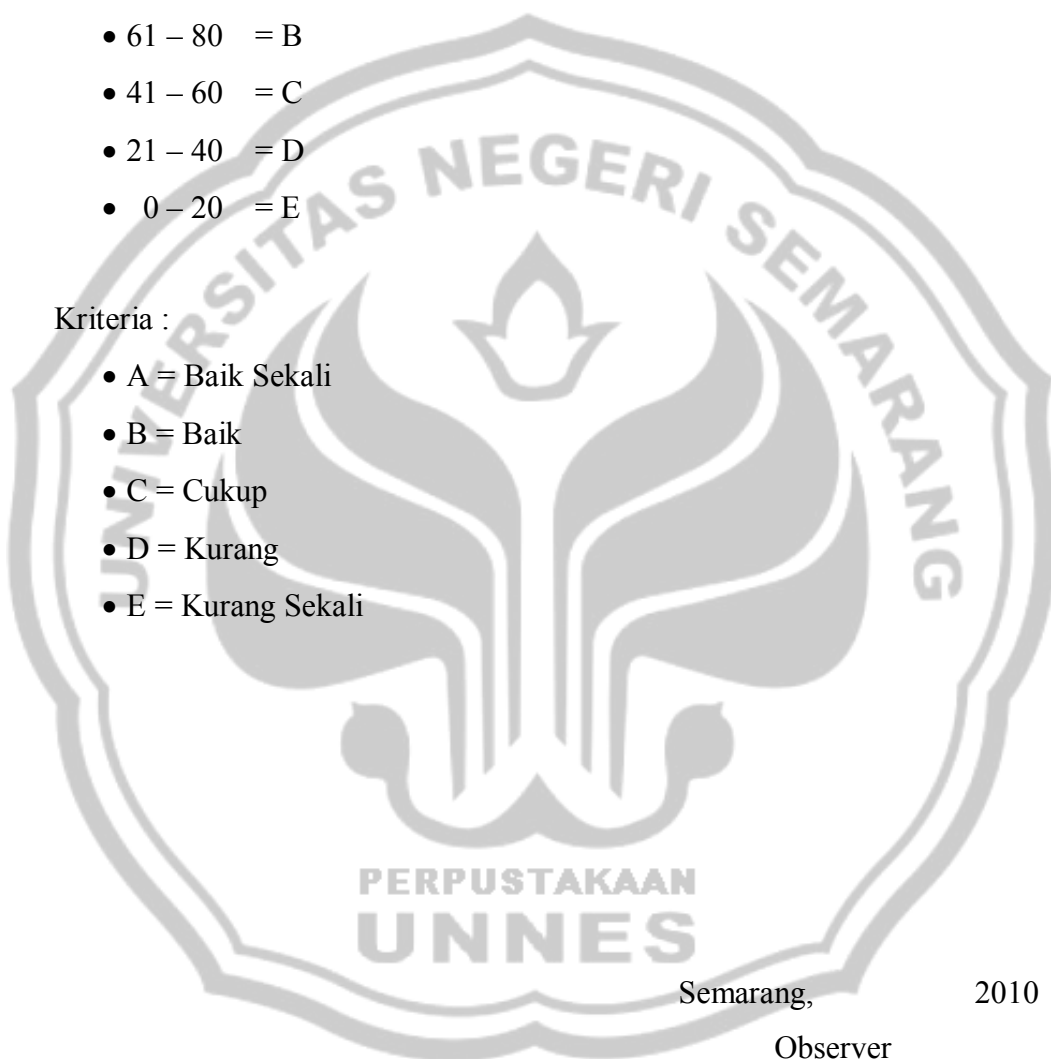 • 61 – 80 = B
• 41 – 60 = C
• 21 – 40 = D
• 0 – 20 = E
Kriteria :
• A = Baik Sekali
• B = Baik
• C = Cukup
• D = Kurang
• E = Kurang Sekali
UNIVERSITAS NEGERI SEMARANG
PERPUSTAKAAN
UNNES
Semarang, 2010
Observer